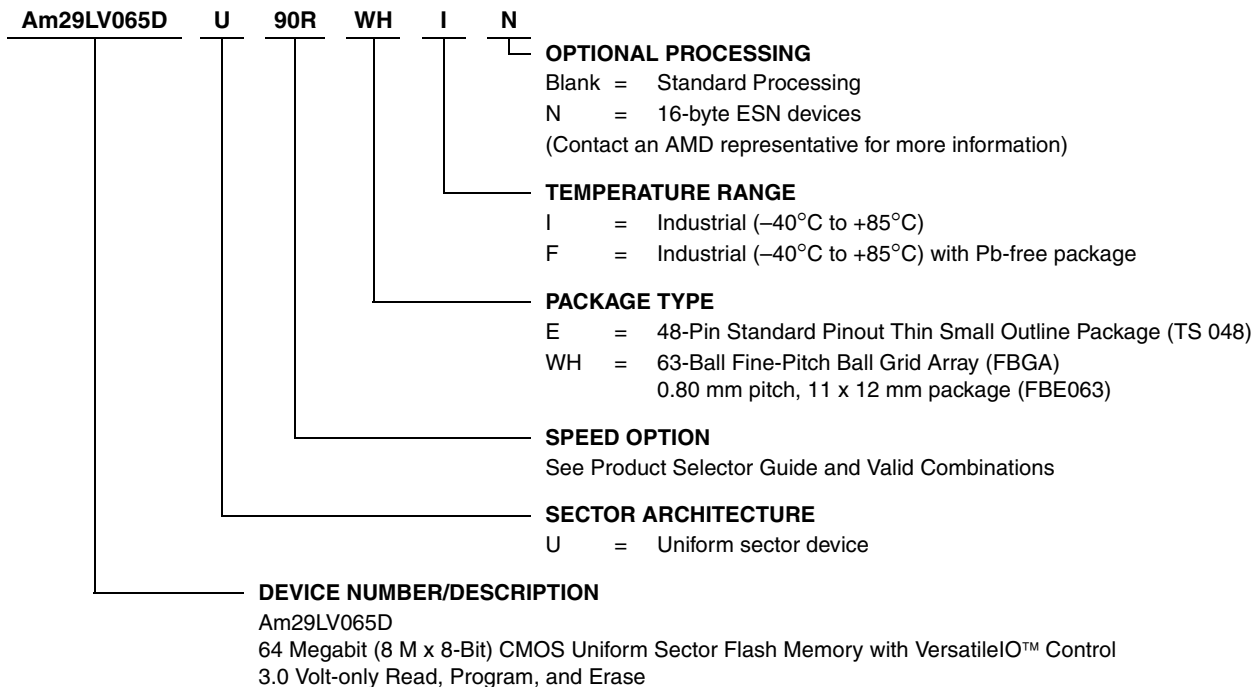 Am29LV065D U 90R WH I N
OPTIONAL PROCESSING
Blank = Standard Processing
N = 16-byte ESN devices
(Contact an AMD representative for more information)
TEMPERATURE RANGE
I = Industrial (–40°C to +85°C)
F = Industrial (–40°C to +85°C) with Pb-free package
PACKAGE TYPE
E = 48-Pin Standard Pinout Thin Small Outline Package (TS 048)
WH = 63-Ball Fine-Pitch Ball Grid Array (FBGA)
0.80 mm pitch, 11 x 12 mm package (FBE063)
SPEED OPTION
See Product Selector Guide and Valid Combinations
SECTOR ARCHITECTURE
U = Uniform sector device
DEVICE NUMBER/DESCRIPTION
Am29LV065D
64 Megabit (8 M x 8-Bit) CMOS Uniform Sector Flash Memory with VersatileIO™ Control
3.0 Volt-only Read, Program, and Erase